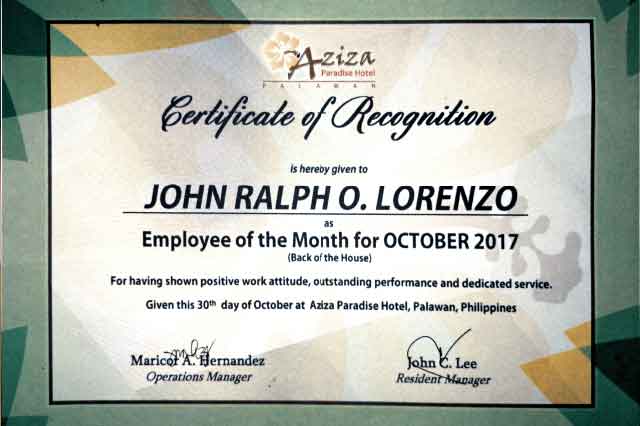 Aziza
Paradise Hotel
PALAWAN
Certificate of Recognition
is hereby given to
JOHN RALPH O. LORENZO
as
Employee of the Month for OCTOBER 2017
(Back of the House)
For having shown positive work attitude, outstanding performance and dedicated service.
Given this 30th day of October at Aziza Paradise Hotel, Palawan, Philippines
Maricor A. Hernandez
Operations Manager
John C. Lee
Resident Manager